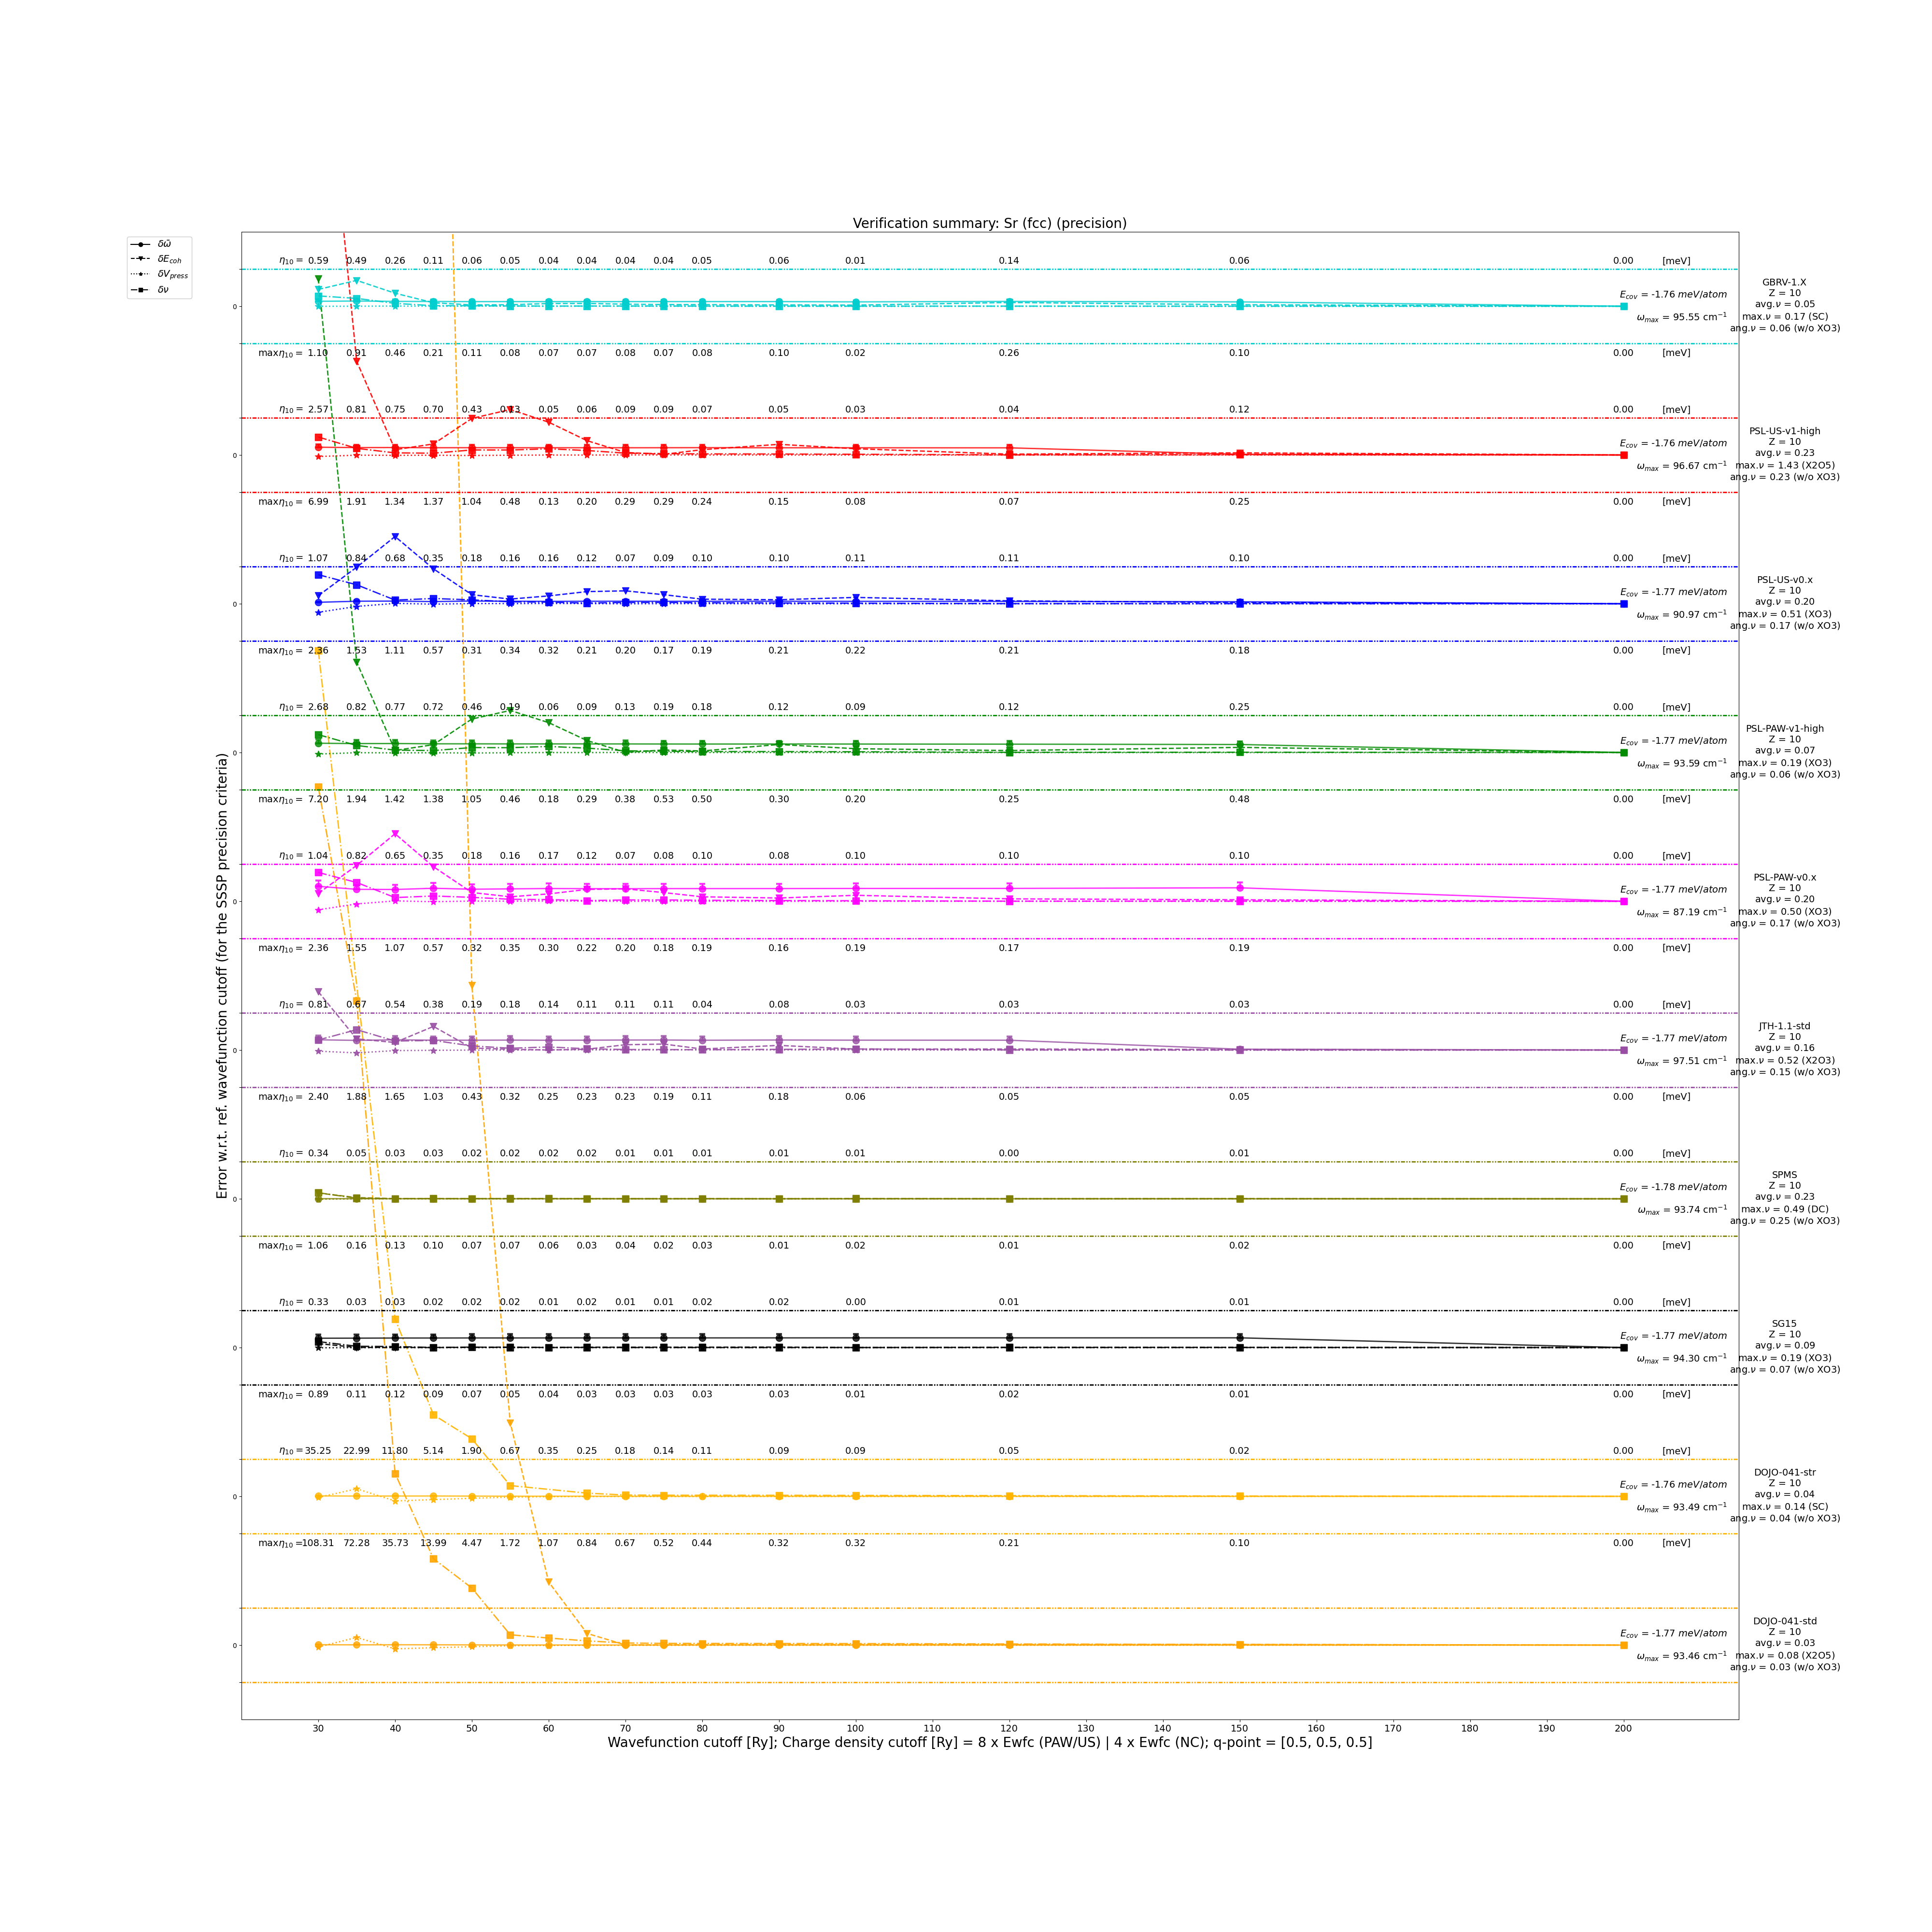 Verification summary: Sr (fcc) (precision)
δω̄
δE_coh
δV_press
δν
η₁₀ = 0.59 0.49 0.26 0.11 0.06 0.05 0.04 0.04 0.04 0.04 0.05 0.06 0.01 0.14 0.06 0.00 [meV]
0
E_cov = -1.76 meV/atom
ω_max = 95.55 cm⁻¹
GBRV-1.X
Z = 10
avg.ν = 0.05
max.ν = 0.17 (SC)
ang.ν = 0.06 (w/o XO3)
maxη₁₀ = 1.10 0.91 0.46 0.21 0.11 0.08 0.07 0.07 0.08 0.07 0.08 0.10 0.02 0.26 0.10 0.00 [meV]
η₁₀ = 2.57 0.81 0.75 0.70 0.43 0.13 0.05 0.06 0.09 0.09 0.07 0.05 0.03 0.04 0.12 0.00 [meV]
0
E_cov = -1.76 meV/atom
ω_max = 96.67 cm⁻¹
PSL-US-v1-high
Z = 10
avg.ν = 0.23
max.ν = 1.43 (X2O5)
ang.ν = 0.23 (w/o XO3)
maxη₁₀ = 6.99 1.91 1.34 1.37 1.04 0.48 0.13 0.20 0.29 0.29 0.24 0.15 0.08 0.07 0.25 0.00 [meV]
η₁₀ = 1.07 0.84 0.68 0.35 0.18 0.16 0.16 0.12 0.07 0.09 0.10 0.10 0.11 0.11 0.10 0.00 [meV]
0
E_cov = -1.77 meV/atom
ω_max = 90.97 cm⁻¹
PSL-US-v0.x
Z = 10
avg.ν = 0.20
max.ν = 0.51 (XO3)
ang.ν = 0.17 (w/o XO3)
maxη₁₀ = 2.36 1.53 1.11 0.57 0.31 0.34 0.32 0.21 0.20 0.17 0.19 0.21 0.22 0.21 0.18 0.00 [meV]
η₁₀ = 2.68 0.82 0.77 0.72 0.46 0.19 0.06 0.09 0.13 0.19 0.18 0.12 0.09 0.12 0.25 0.00 [meV]
0
E_cov = -1.77 meV/atom
ω_max = 93.59 cm⁻¹
PSL-PAW-v1-high
Z = 10
avg.ν = 0.07
max.ν = 0.19 (XO3)
ang.ν = 0.06 (w/o XO3)
maxη₁₀ = 7.20 1.94 1.42 1.38 1.05 0.46 0.18 0.29 0.38 0.53 0.50 0.30 0.20 0.25 0.48 0.00 [meV]
η₁₀ = 1.04 0.82 0.65 0.35 0.18 0.16 0.17 0.12 0.07 0.08 0.10 0.08 0.10 0.10 0.10 0.00 [meV]
0
E_cov = -1.77 meV/atom
ω_max = 87.19 cm⁻¹
PSL-PAW-v0.x
Z = 10
avg.ν = 0.20
max.ν = 0.50 (XO3)
ang.ν = 0.17 (w/o XO3)
maxη₁₀ = 2.36 1.55 1.07 0.57 0.32 0.35 0.30 0.22 0.20 0.18 0.19 0.16 0.19 0.17 0.19 0.00 [meV]
η₁₀ = 0.81 0.67 0.54 0.38 0.19 0.18 0.14 0.11 0.11 0.11 0.04 0.08 0.03 0.03 0.03 0.00 [meV]
0
E_cov = -1.77 meV/atom
ω_max = 97.51 cm⁻¹
JTH-1.1-std
Z = 10
avg.ν = 0.16
max.ν = 0.52 (X2O3)
ang.ν = 0.15 (w/o XO3)
maxη₁₀ = 2.40 1.88 1.65 1.03 0.43 0.32 0.25 0.23 0.23 0.19 0.11 0.18 0.06 0.05 0.05 0.00 [meV]
η₁₀ = 0.34 0.05 0.03 0.03 0.02 0.02 0.02 0.02 0.01 0.01 0.01 0.01 0.01 0.00 0.01 0.00 [meV]
0
E_cov = -1.78 meV/atom
ω_max = 93.74 cm⁻¹
SPMS
Z = 10
avg.ν = 0.23
max.ν = 0.49 (DC)
ang.ν = 0.25 (w/o XO3)
maxη₁₀ = 1.06 0.16 0.13 0.10 0.07 0.07 0.06 0.03 0.04 0.02 0.03 0.01 0.02 0.01 0.02 0.00 [meV]
η₁₀ = 0.33 0.03 0.03 0.02 0.02 0.02 0.01 0.02 0.01 0.01 0.02 0.02 0.00 0.01 0.01 0.00 [meV]
0
E_cov = -1.77 meV/atom
ω_max = 94.30 cm⁻¹
SG15
Z = 10
avg.ν = 0.09
max.ν = 0.19 (XO3)
ang.ν = 0.07 (w/o XO3)
maxη₁₀ = 0.89 0.11 0.12 0.09 0.07 0.05 0.04 0.03 0.03 0.03 0.03 0.03 0.01 0.02 0.01 0.00 [meV]
η₁₀ = 35.25 22.99 11.80 5.14 1.90 0.67 0.35 0.25 0.18 0.14 0.11 0.09 0.09 0.05 0.02 0.00 [meV]
0
E_cov = -1.76 meV/atom
ω_max = 93.49 cm⁻¹
DOJO-041-str
Z = 10
avg.ν = 0.04
max.ν = 0.14 (SC)
ang.ν = 0.04 (w/o XO3)
maxη₁₀ = 108.31 72.28 35.73 13.99 4.47 1.72 1.07 0.84 0.67 0.52 0.44 0.32 0.32 0.21 0.10 0.00 [meV]
0
E_cov = -1.77 meV/atom
ω_max = 93.46 cm⁻¹
DOJO-041-std
Z = 10
avg.ν = 0.03
max.ν = 0.08 (X2O5)
ang.ν = 0.03 (w/o XO3)
30 40 50 60 70 80 90 100 110 120 130 140 150 160 170 180 190 200
Wavefunction cutoff [Ry]; Charge density cutoff [Ry] = 8 x Ewfc (PAW/US) | 4 x Ewfc (NC); q-point = [0.5, 0.5, 0.5]
Error w.r.t. ref. wavefunction cutoff (for the SSSP precision criteria)